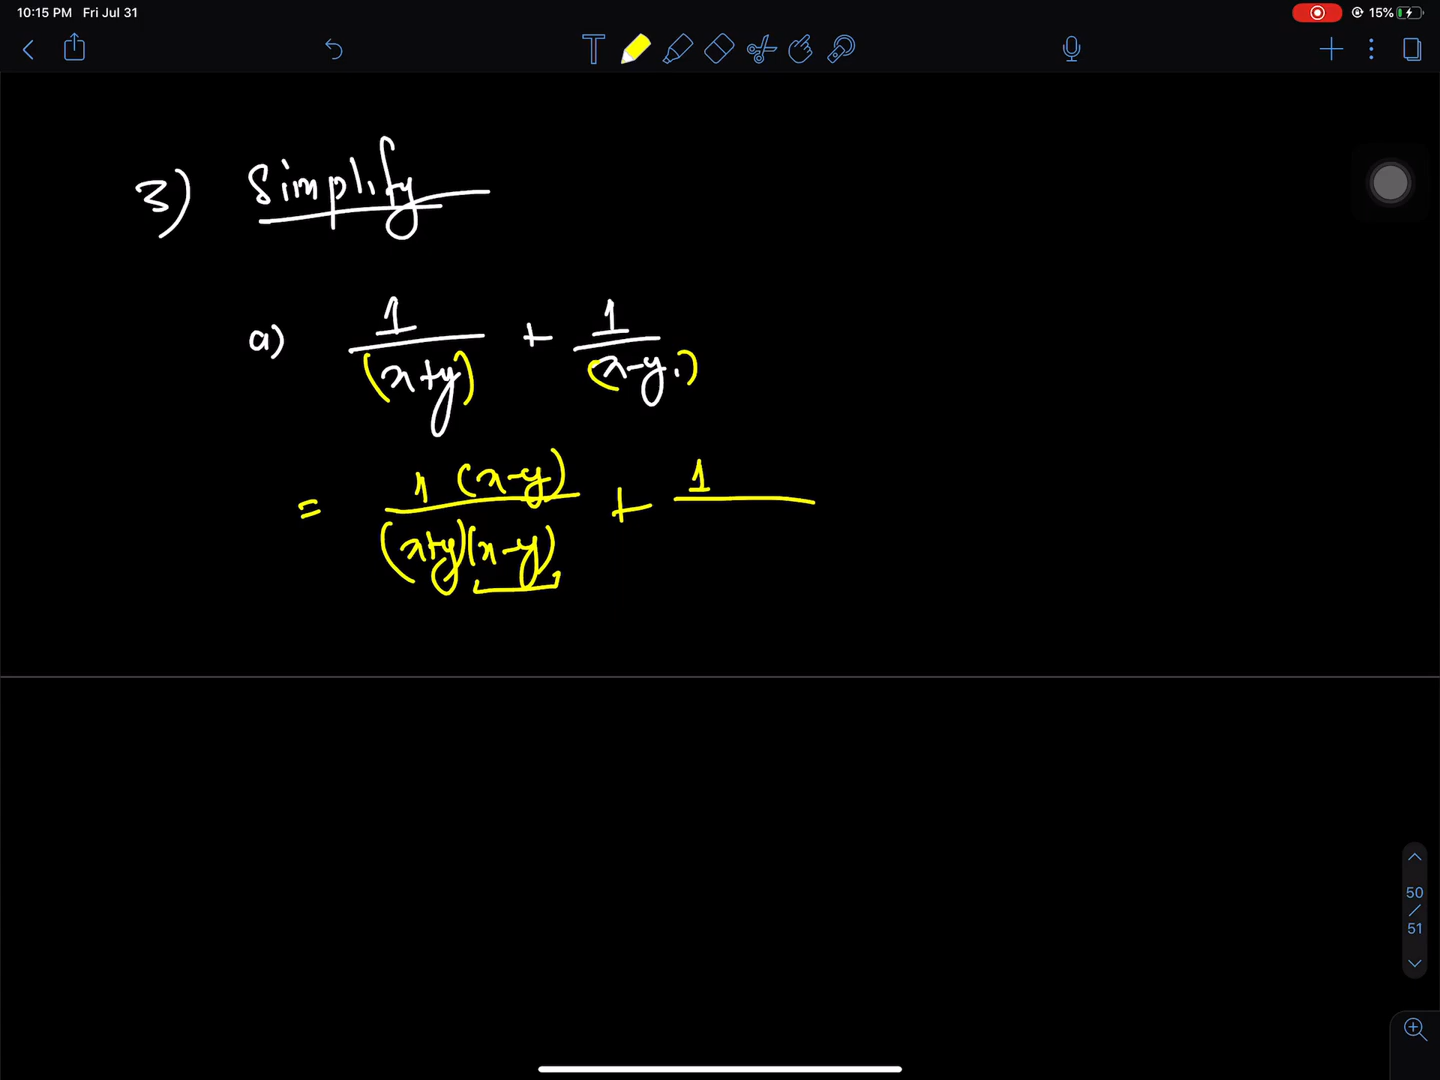 10:15 PM Fri Jul 31 15%
T
3) Simplify
a) 1/(x+y) + 1/(x-y)
= 1(x-y)/(x+y)(x-y) + 1
50
/
51